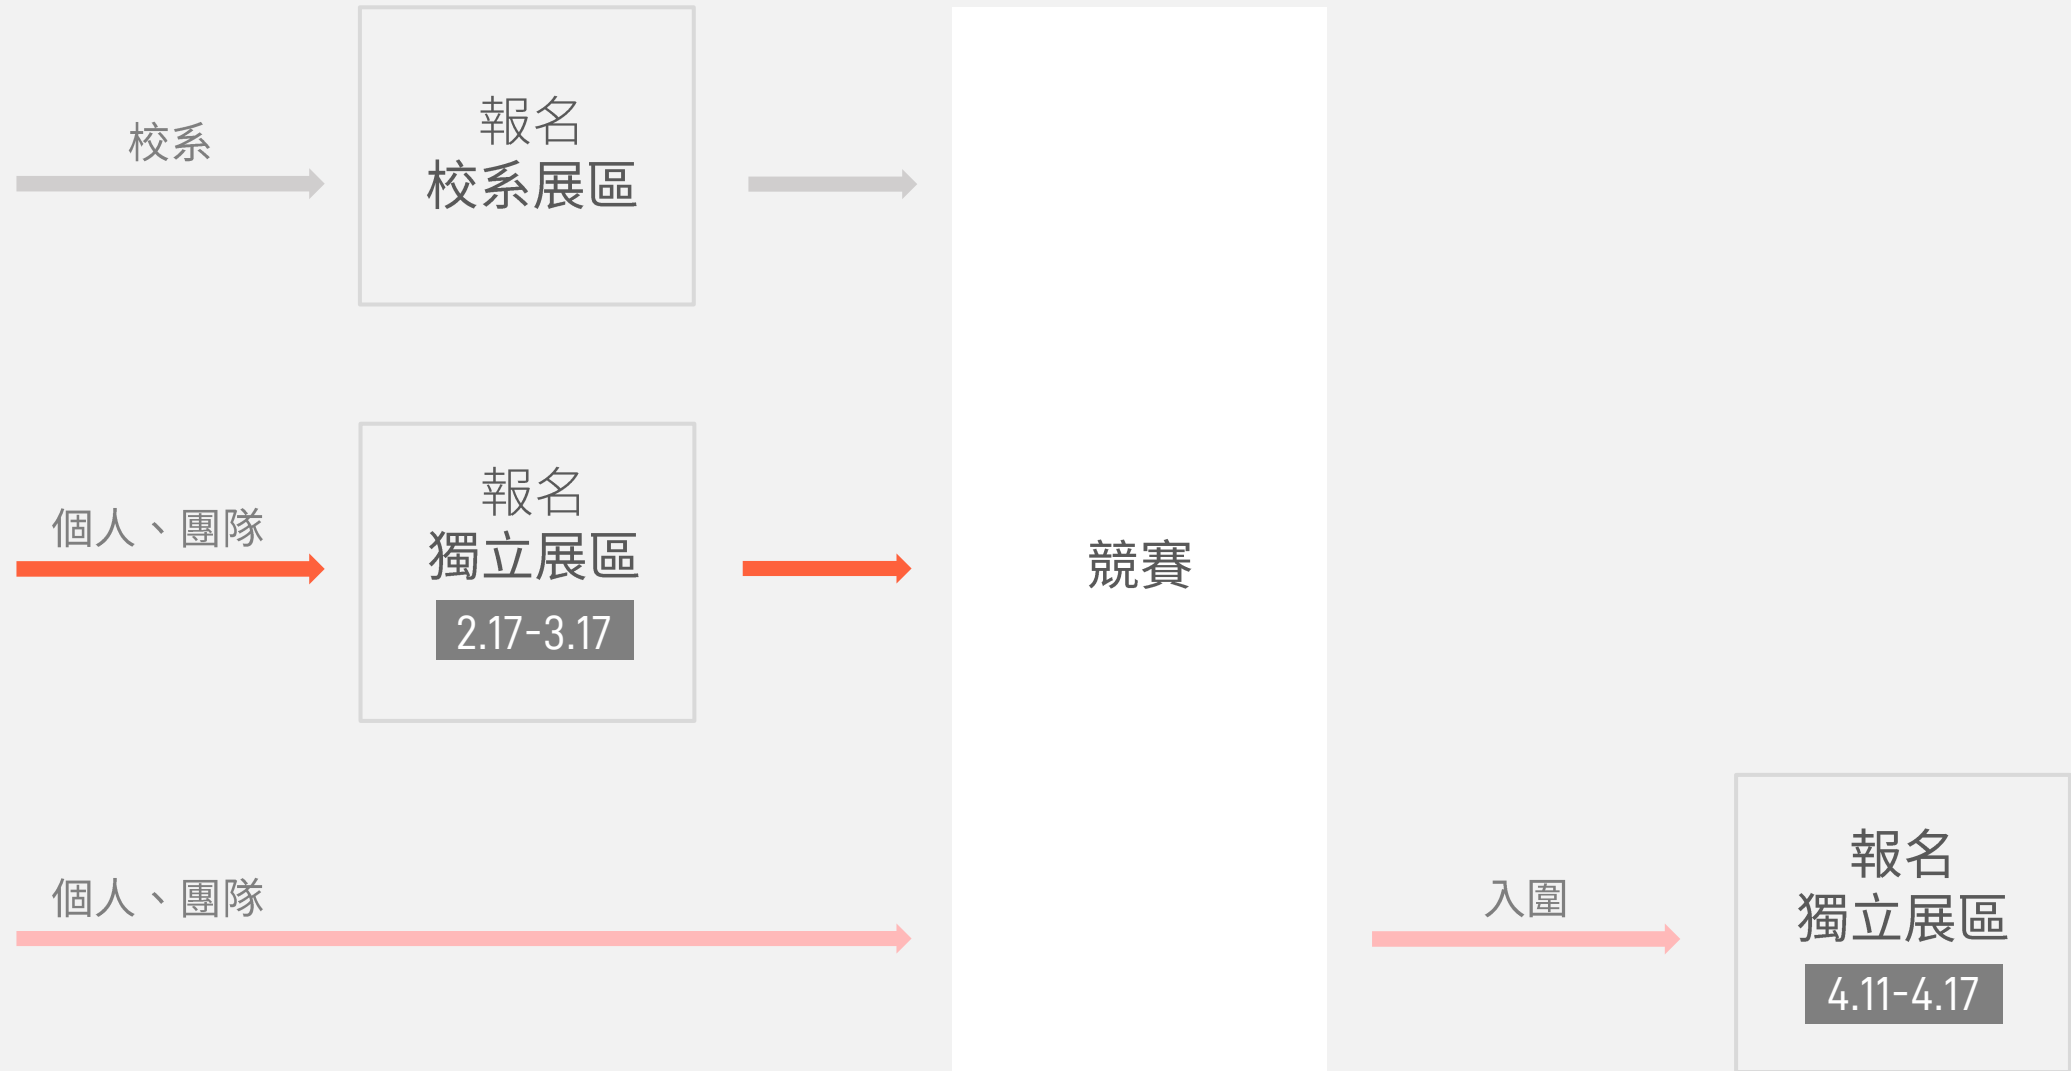 校系
報名
校系展區
個人、團隊
報名
獨立展區
2.17-3.17
競賽
個人、團隊
入圍
報名
獨立展區
4.11-4.17